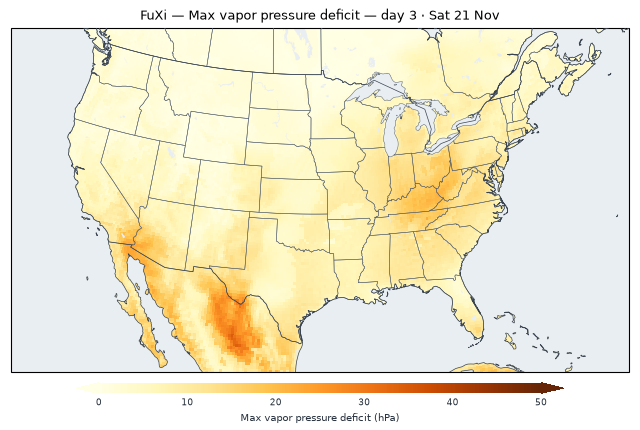 FuXi — Max vapor pressure deficit — day 3 · Sat 21 Nov
0 10 20 30 40 50
Max vapor pressure deficit (hPa)